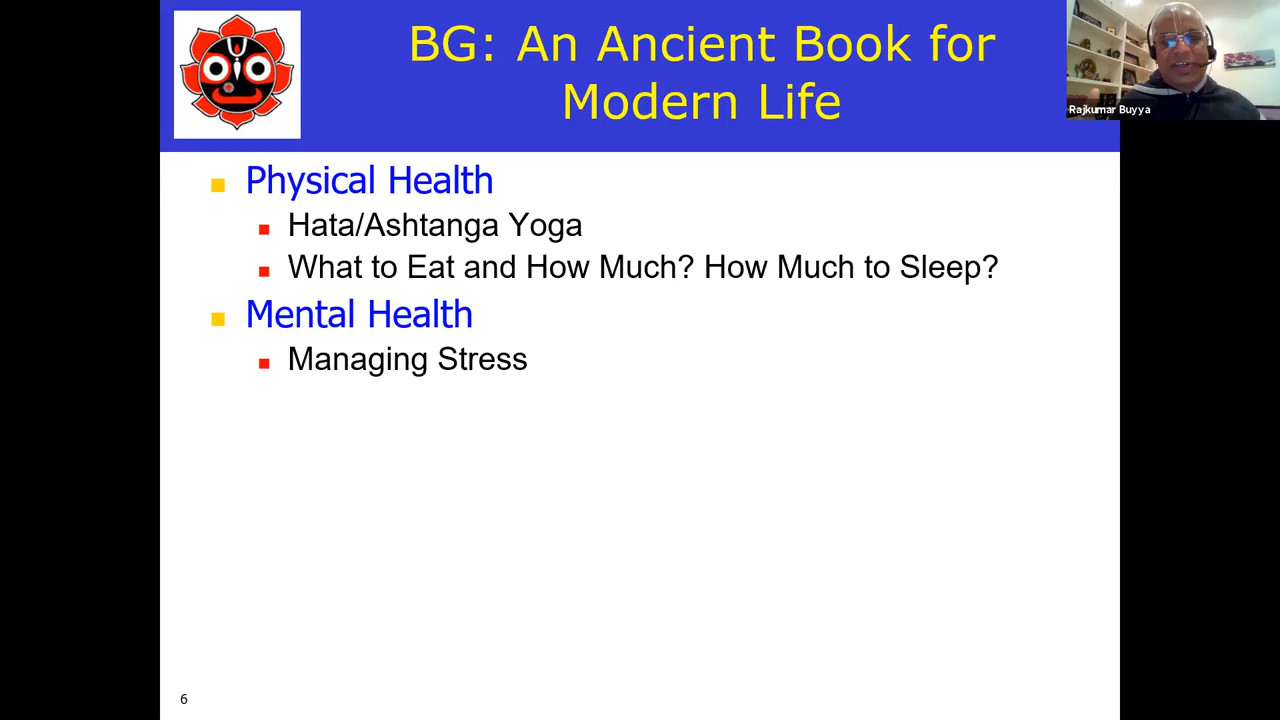 BG: An Ancient Book for
Modern Life
Rajkumar Buyya
Physical Health
Hata/Ashtanga Yoga
What to Eat and How Much? How Much to Sleep?
Mental Health
Managing Stress
6